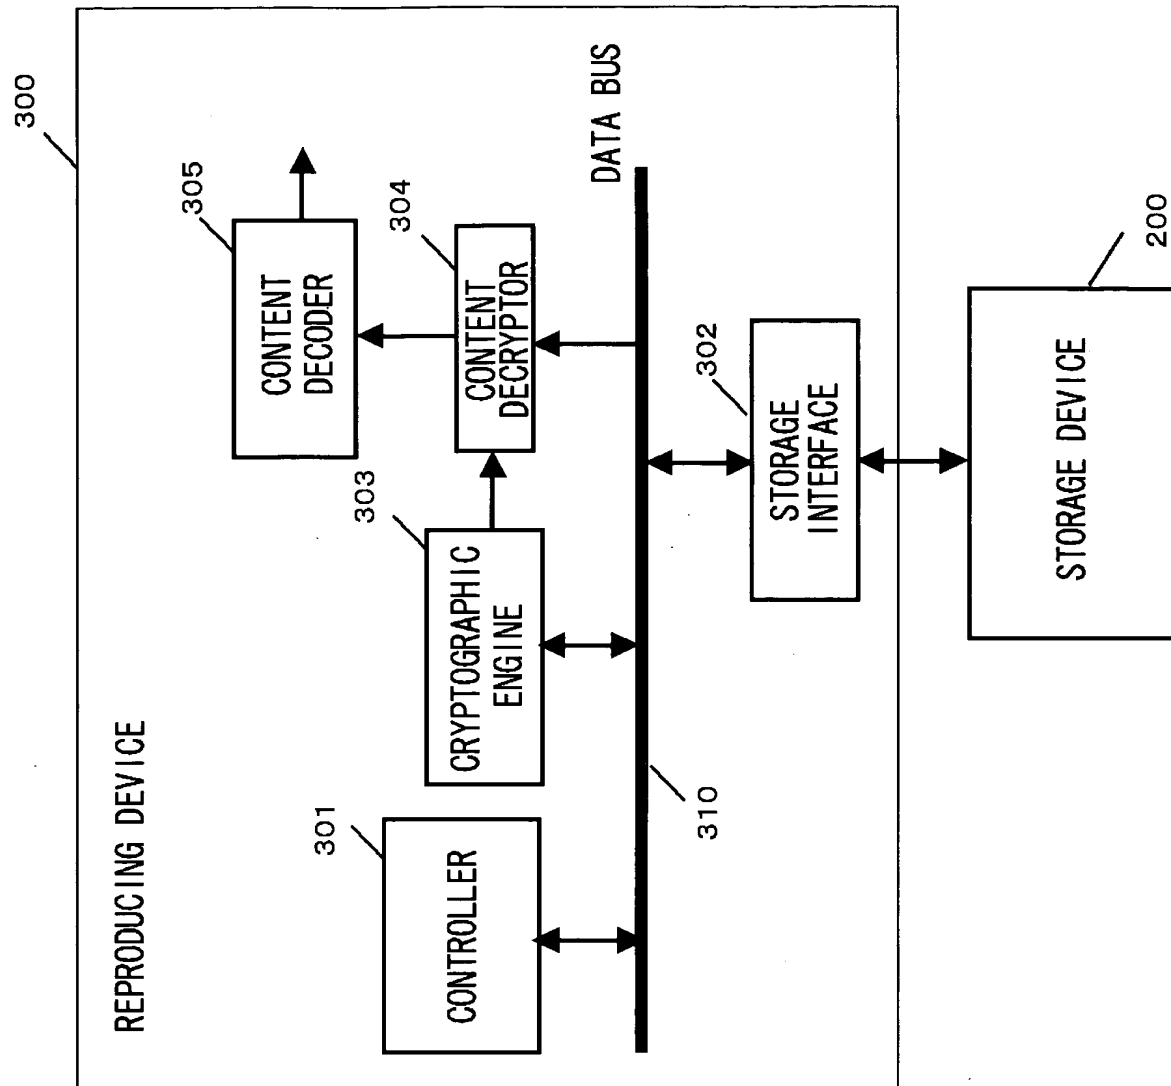 300
REPRODUCING DEVICE
305
CONTENT
DECODER
304
CONTENT
DECRYPTOR
303
CRYPTOGRAPHIC
ENGINE
301
CONTROLLER
DATA BUS
310
302
STORAGE
INTERFACE
200
STORAGE DEVICE